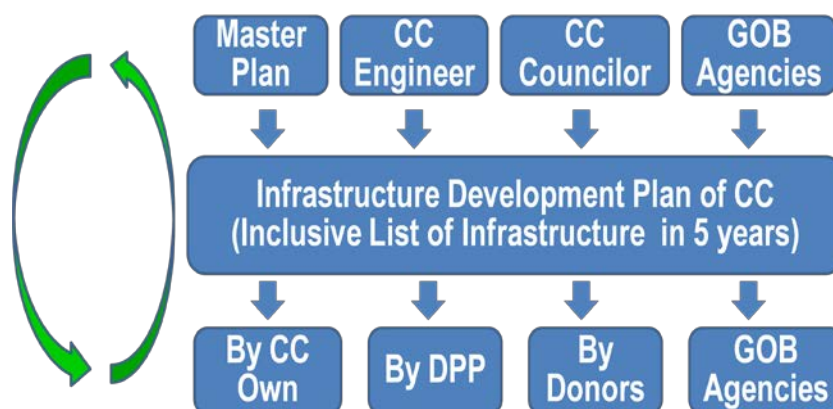 Master
Plan
CC
Engineer
CC
Councilor
GOB
Agencies
Infrastructure Development Plan of CC
(Inclusive List of Infrastructure in 5 years)
By CC
Own
By DPP
By
Donors
GOB
Agencies